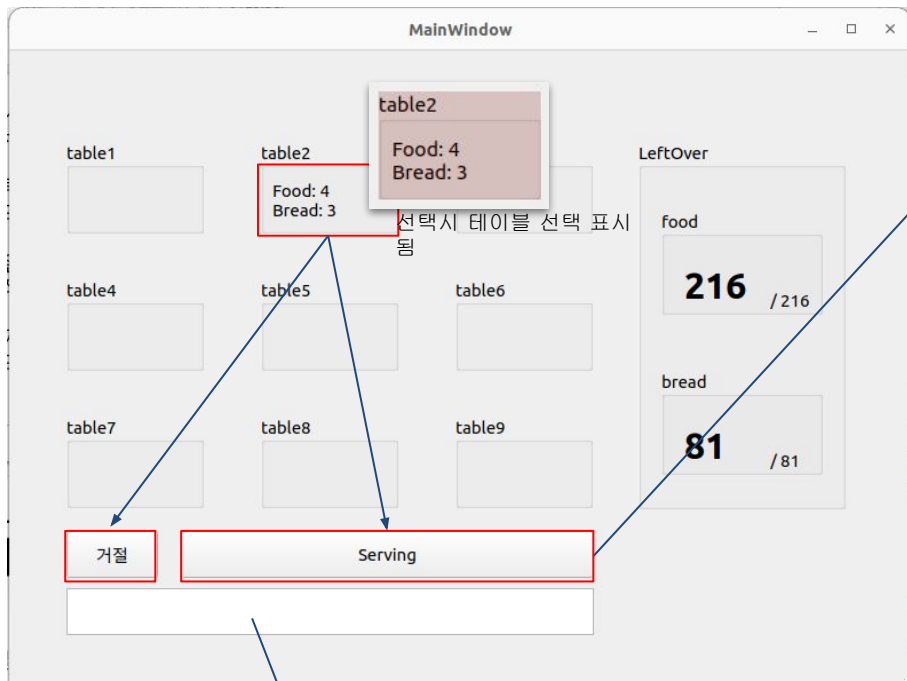 MainWindow
table2
Food: 4
Bread: 3
table1
table2
LeftOver
Food: 4
Bread: 3
선택시 테이블 선택 표시
됨
food
216 / 216
table4
table5
table6
bread
81 / 81
table7
table8
table9
거절
Serving